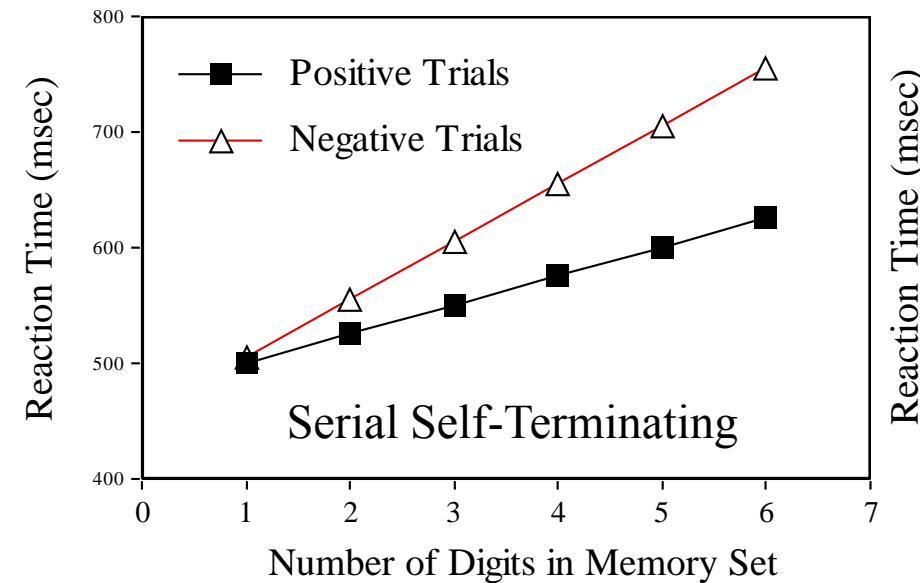 Reaction Time (msec)
800
700
600
500
400
Positive Trials
Negative Trials
Serial Self-Terminating
0 1 2 3 4 5 6 7
Number of Digits in Memory Set
Reaction Time (msec)